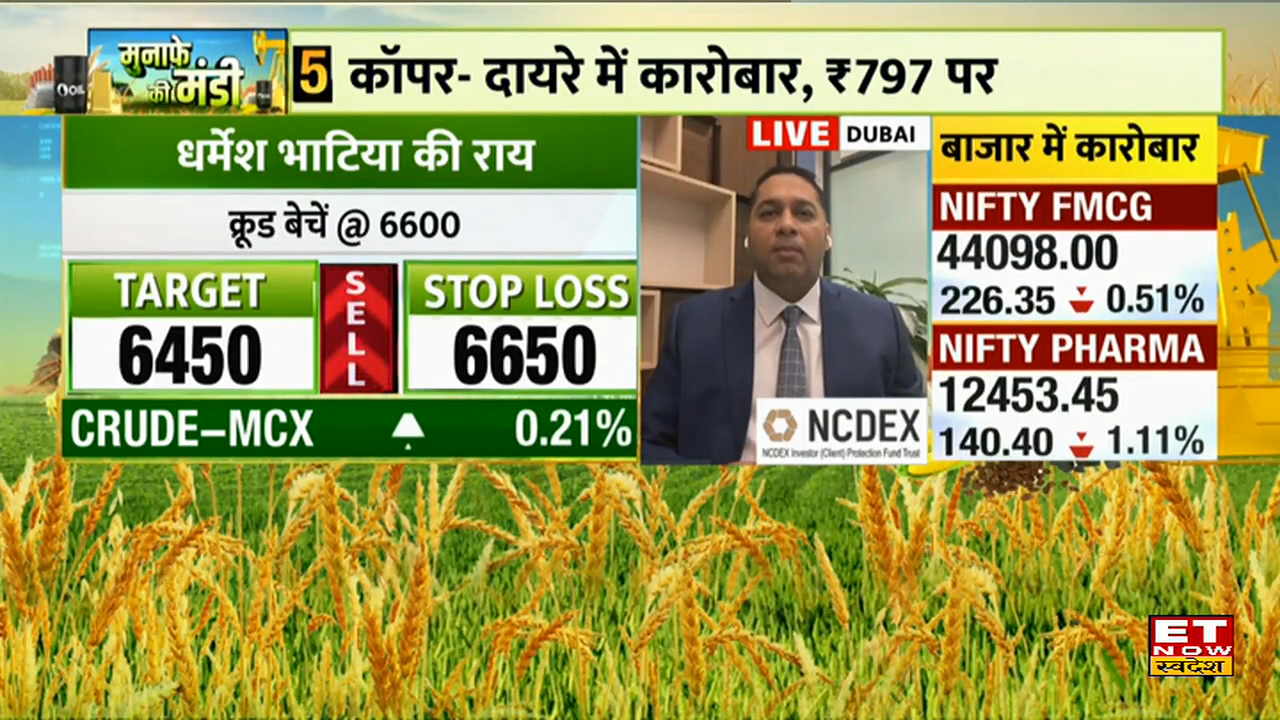 मुनाफे
की मंडी
OIL
5 कॉपर- दायरे में कारोबार, ₹797 पर
धर्मेश भाटिया की राय
क्रूड बेचें @ 6600
TARGET
6450
SELL
STOP LOSS
6650
CRUDE–MCX 0.21%
LIVE DUBAI
NCDEX
NCDEX Investor (Client) Protection Fund Trust
बाजार में कारोबार
NIFTY FMCG
44098.00
226.35 0.51%
NIFTY PHARMA
12453.45
140.40 1.11%
ET
NOW
स्वदेश